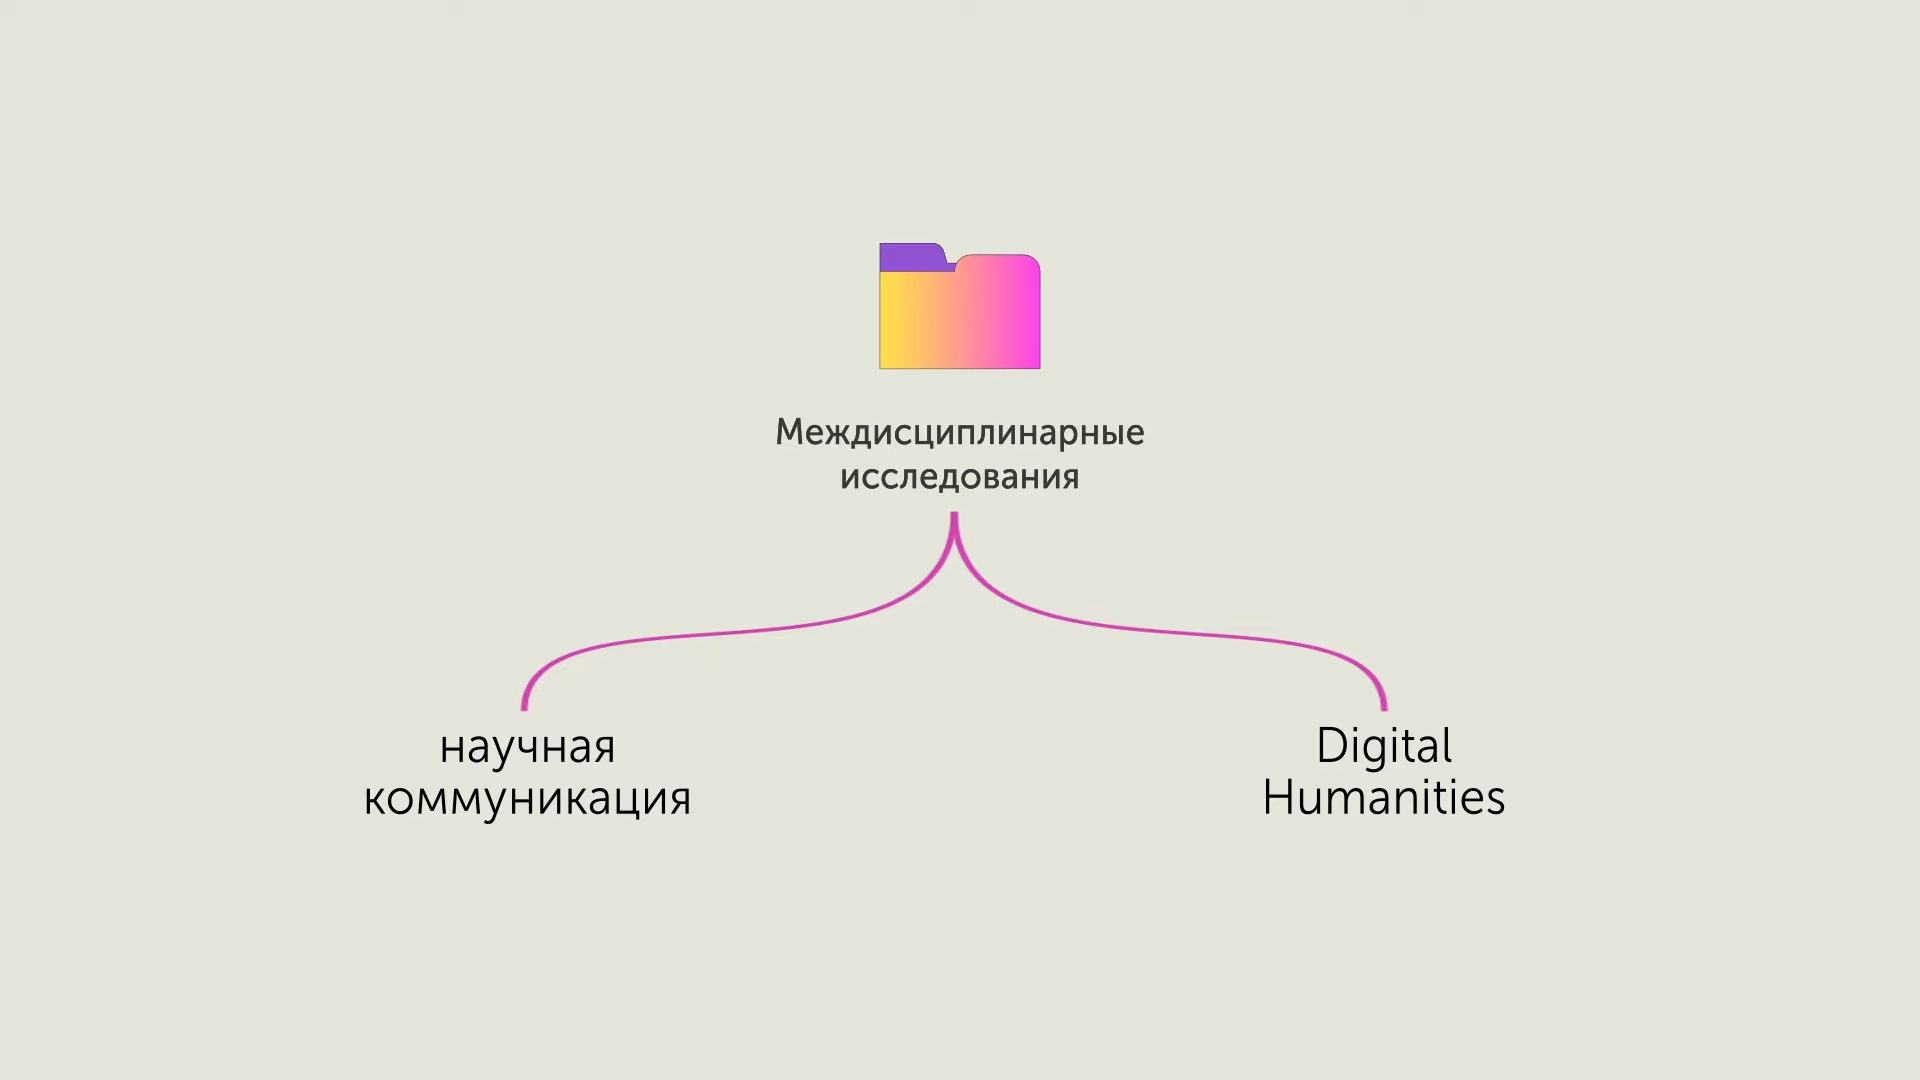 Междисциплинарные
исследования
научная
коммуникация
Digital
Humanities